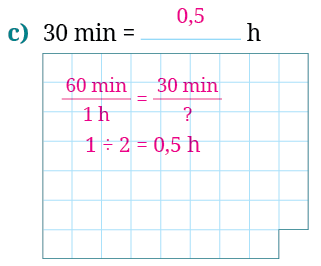 c) 30 min = 0,5 h
60 min / 1 h = 30 min / ?
1 ÷ 2 = 0,5 h